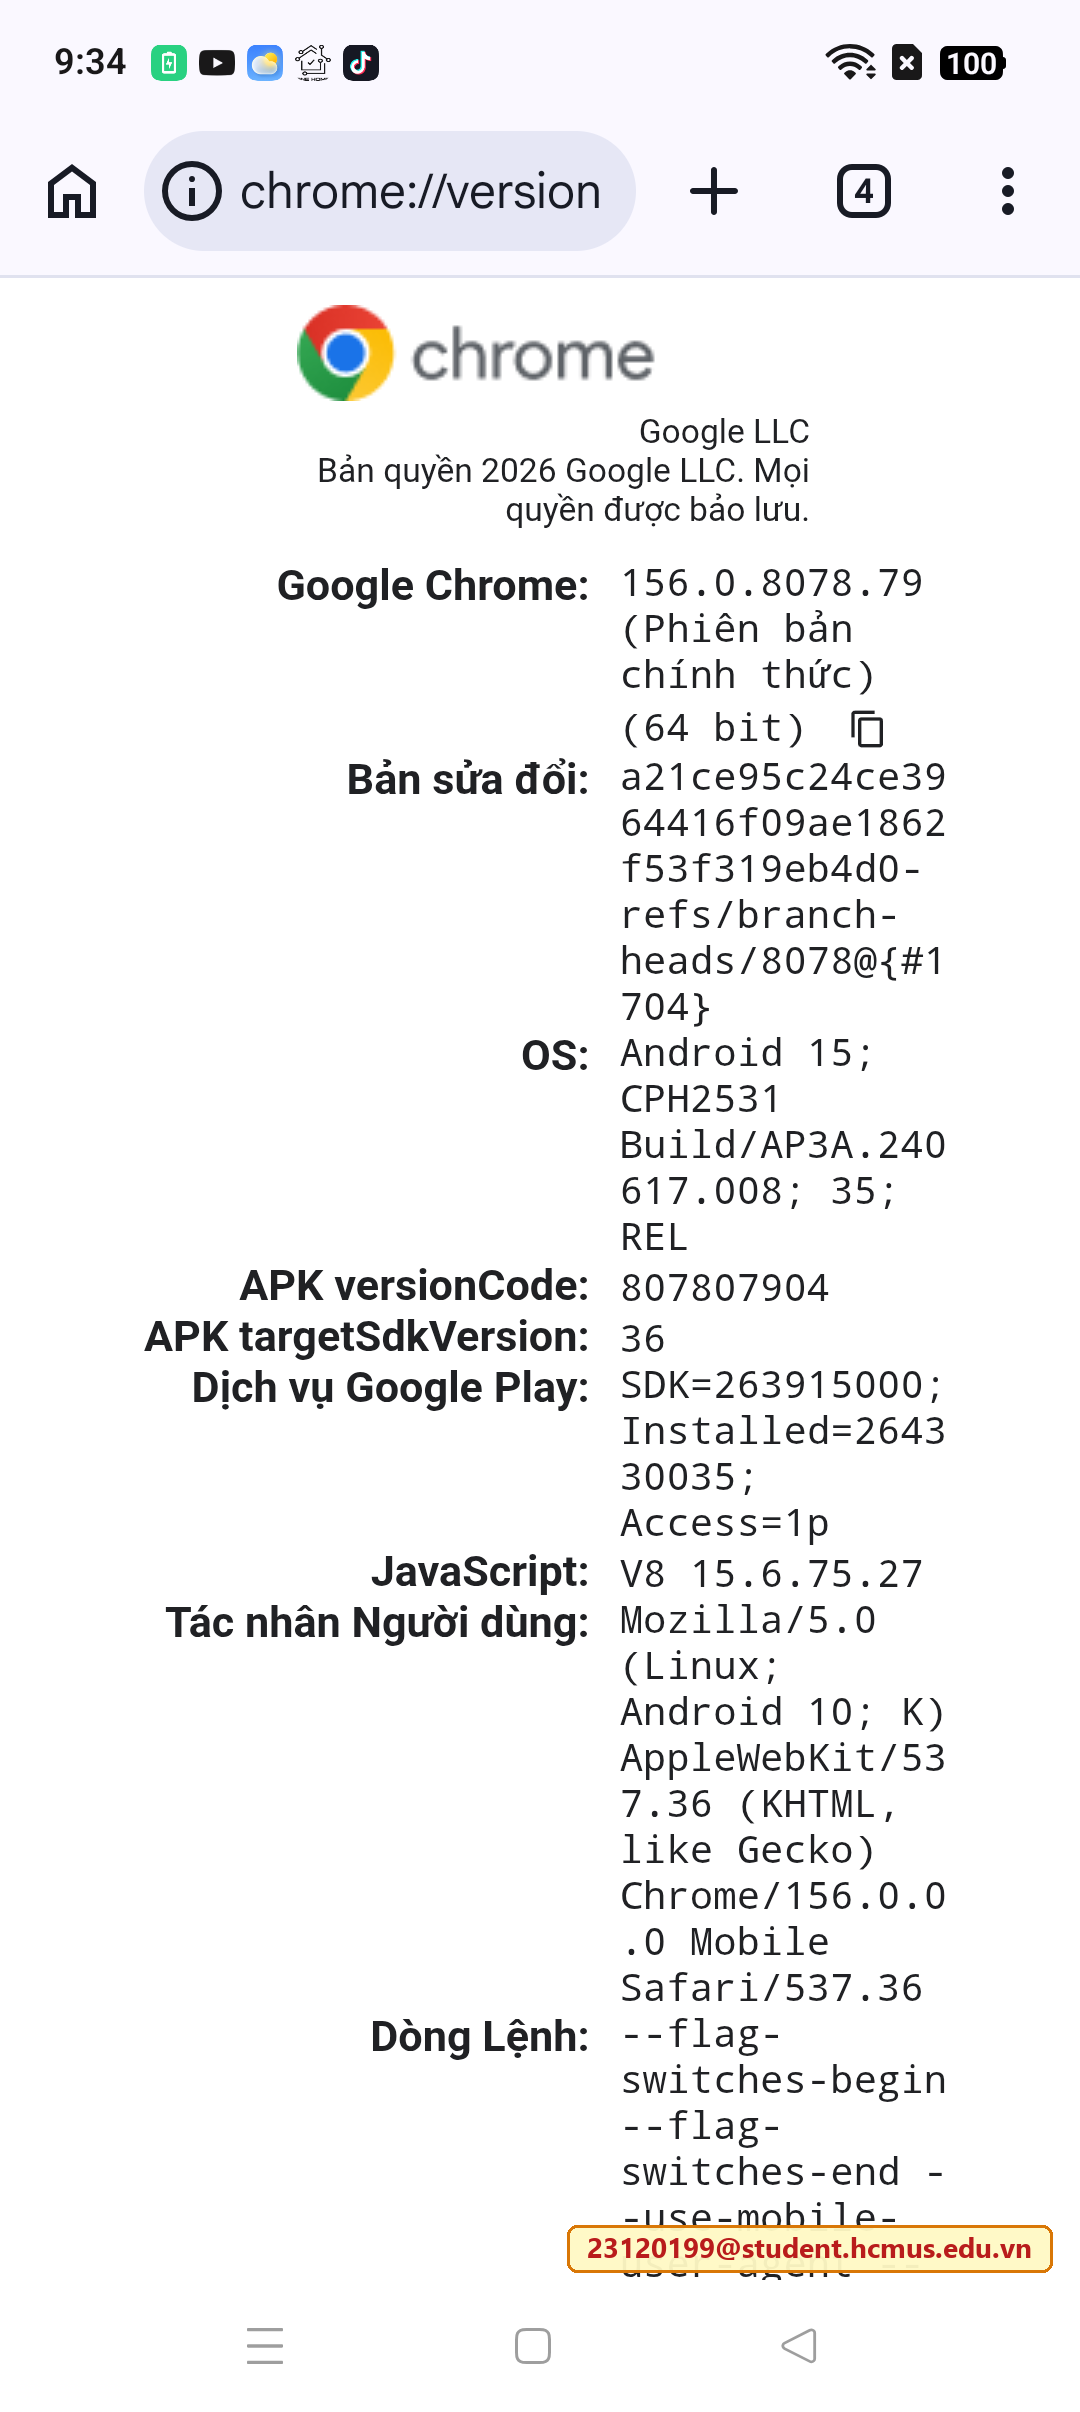 9:34
100
chrome://version
4
chrome
Google LLC
Bản quyền 2026 Google LLC. Mọi
quyền được bảo lưu.
Google Chrome: 156.0.8078.79
(Phiên bản
chính thức)
(64 bit)
Bản sửa đổi: a21ce95c24ce39
64416f09ae1862
f53f319eb4d0-
refs/branch-
heads/8078@{#1
704}
OS: Android 15;
CPH2531
Build/AP3A.240
617.008; 35;
REL
APK versionCode: 807807904
APK targetSdkVersion: 36
Dịch vụ Google Play: SDK=263915000;
Installed=2643
30035;
Access=1p
JavaScript: V8 15.6.75.27
Tác nhân Người dùng: Mozilla/5.0
(Linux;
Android 10; K)
AppleWebKit/53
7.36 (KHTML,
like Gecko)
Chrome/156.0.0
.0 Mobile
Safari/537.36
Dòng Lệnh: --flag-
switches-begin
--flag-
switches-end -
-use-mobile-
user-agent --
23120199@student.hcmus.edu.vn